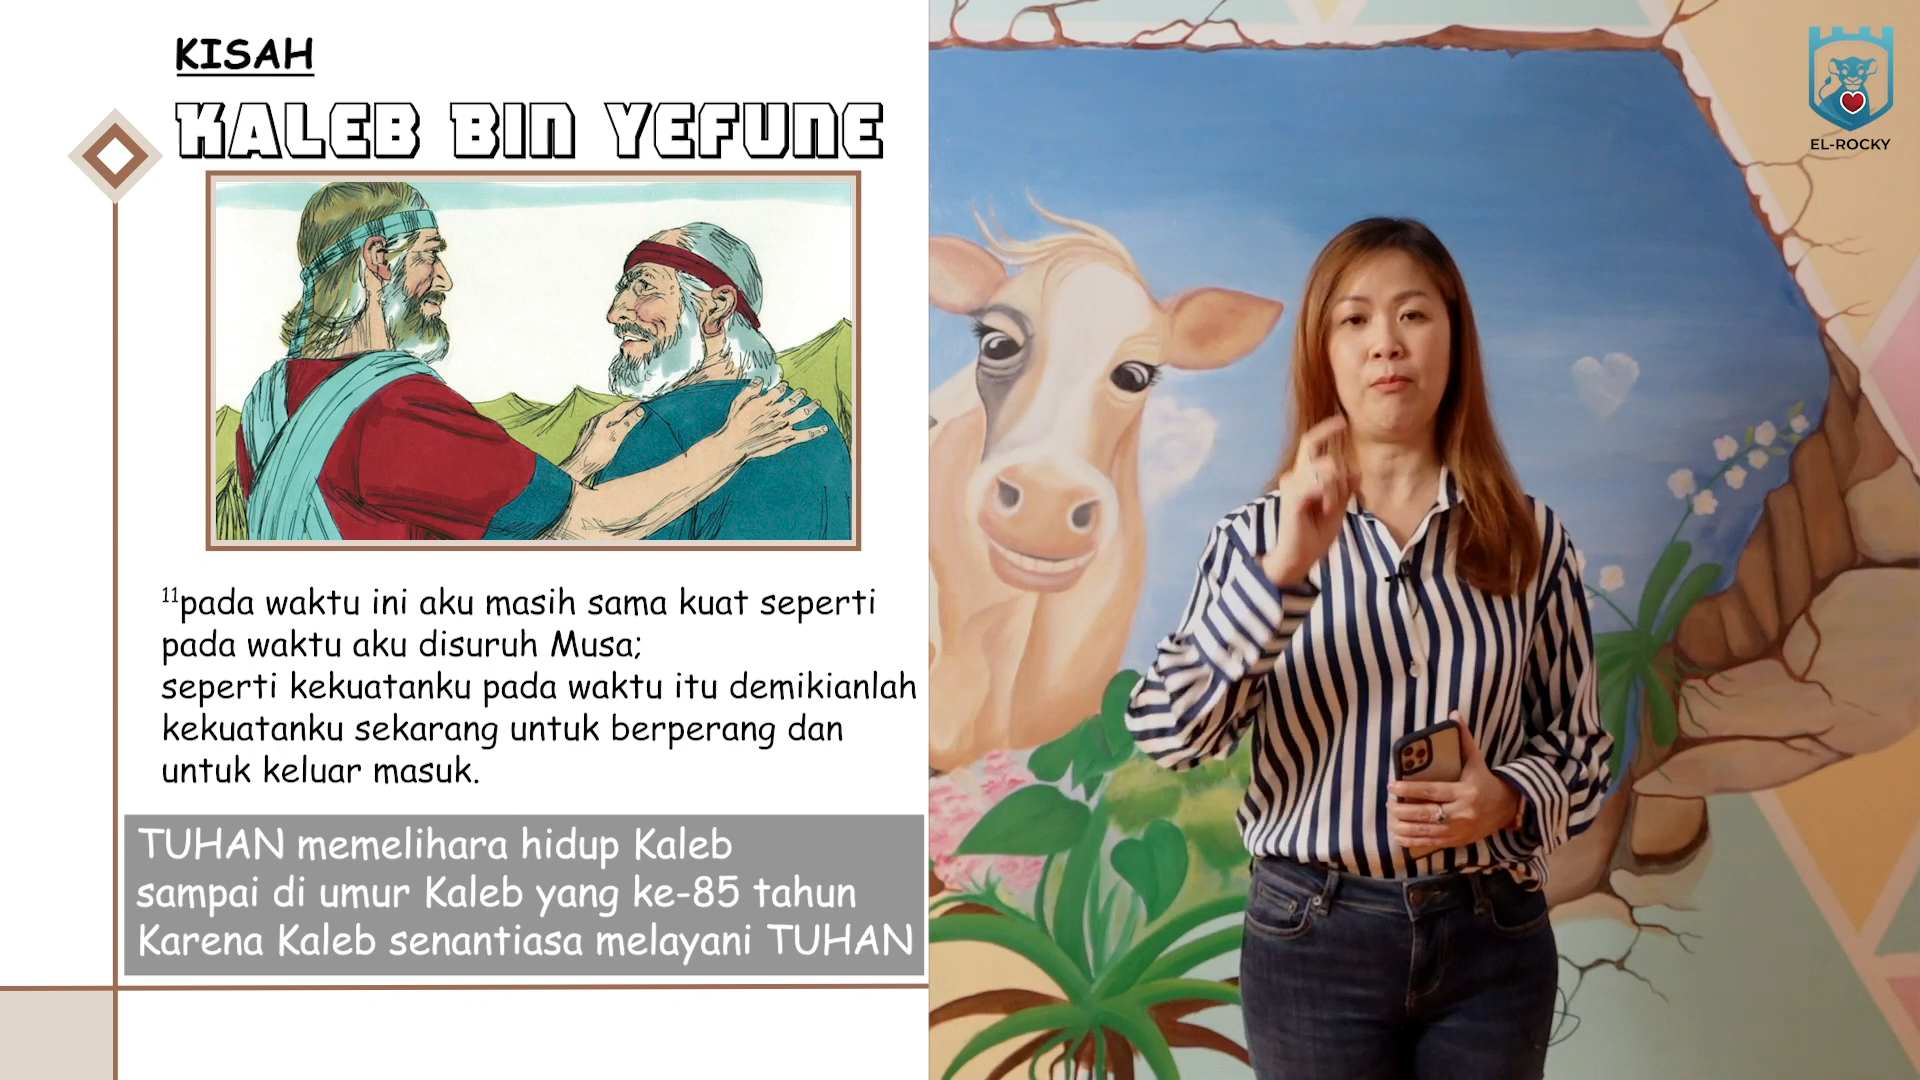 KISAH
KALEB BIN YEFUNE
11pada waktu ini aku masih sama kuat seperti
pada waktu aku disuruh Musa;
seperti kekuatanku pada waktu itu demikianlah
kekuatanku sekarang untuk berperang dan
untuk keluar masuk.
TUHAN memelihara hidup Kaleb
sampai di umur Kaleb yang ke-85 tahun
Karena Kaleb senantiasa melayani TUHAN
EL-ROCKY